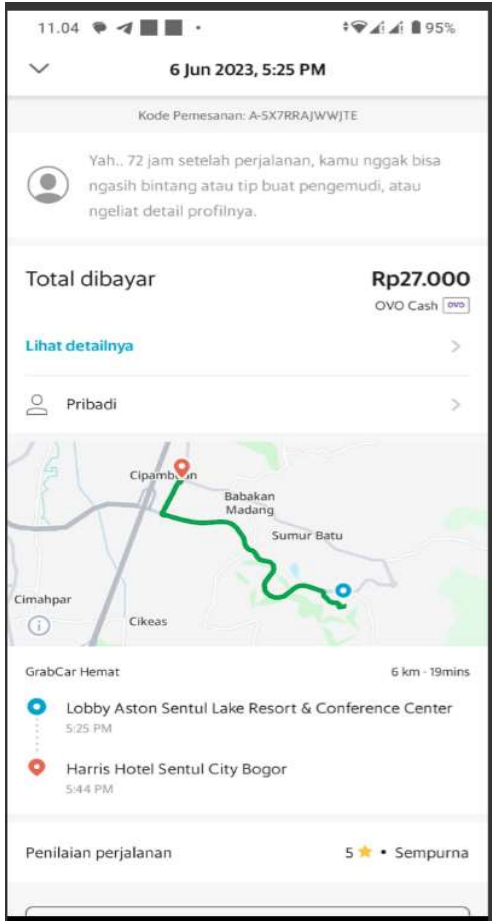 11.04 95%
6 Jun 2023, 5:25 PM
Kode Pemesanan: A-5X7RRAJWWJTE
Yah.. 72 jam setelah perjalanan, kamu nggak bisa
ngasih bintang atau tip buat pengemudi, atau
ngeliat detail profilnya.
Total dibayar Rp27.000
OVO Cash OVO
Lihat detailnya
Pribadi
Babakan
Madang
Sumur Batu
Cimahpar
Cikeas
GrabCar Hemat 6 km - 19mins
Lobby Aston Sentul Lake Resort & Conference Center
5:25 PM
Harris Hotel Sentul City Bogor
5:44 PM
Penilaian perjalanan 5 • Sempurna